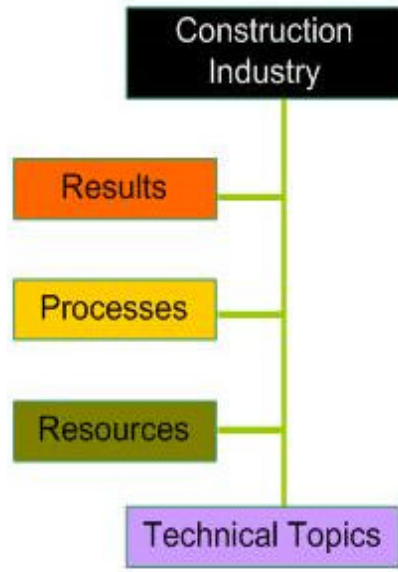 Construction
Industry
Results
Processes
Resources
Technical Topics